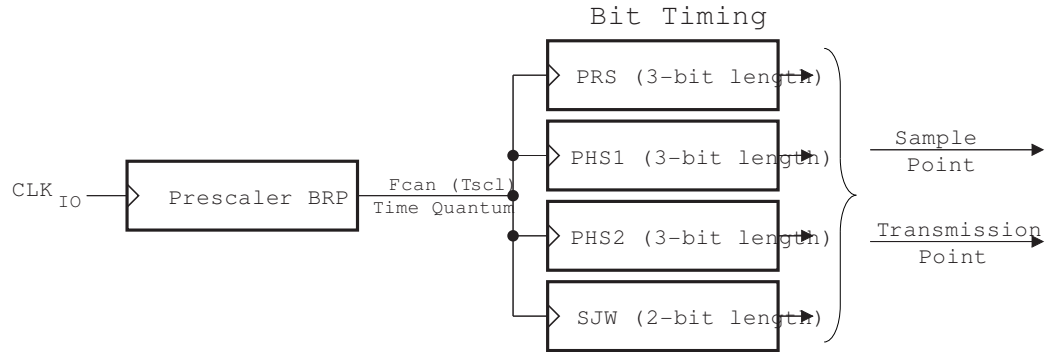 Bit Timing
PRS (3-bit length)
PHS1 (3-bit length)
Sample
Point
CLK IO
Prescaler BRP
Fcan (Tscl)
Time Quantum
PHS2 (3-bit length)
Transmission
Point
SJW (2-bit length)